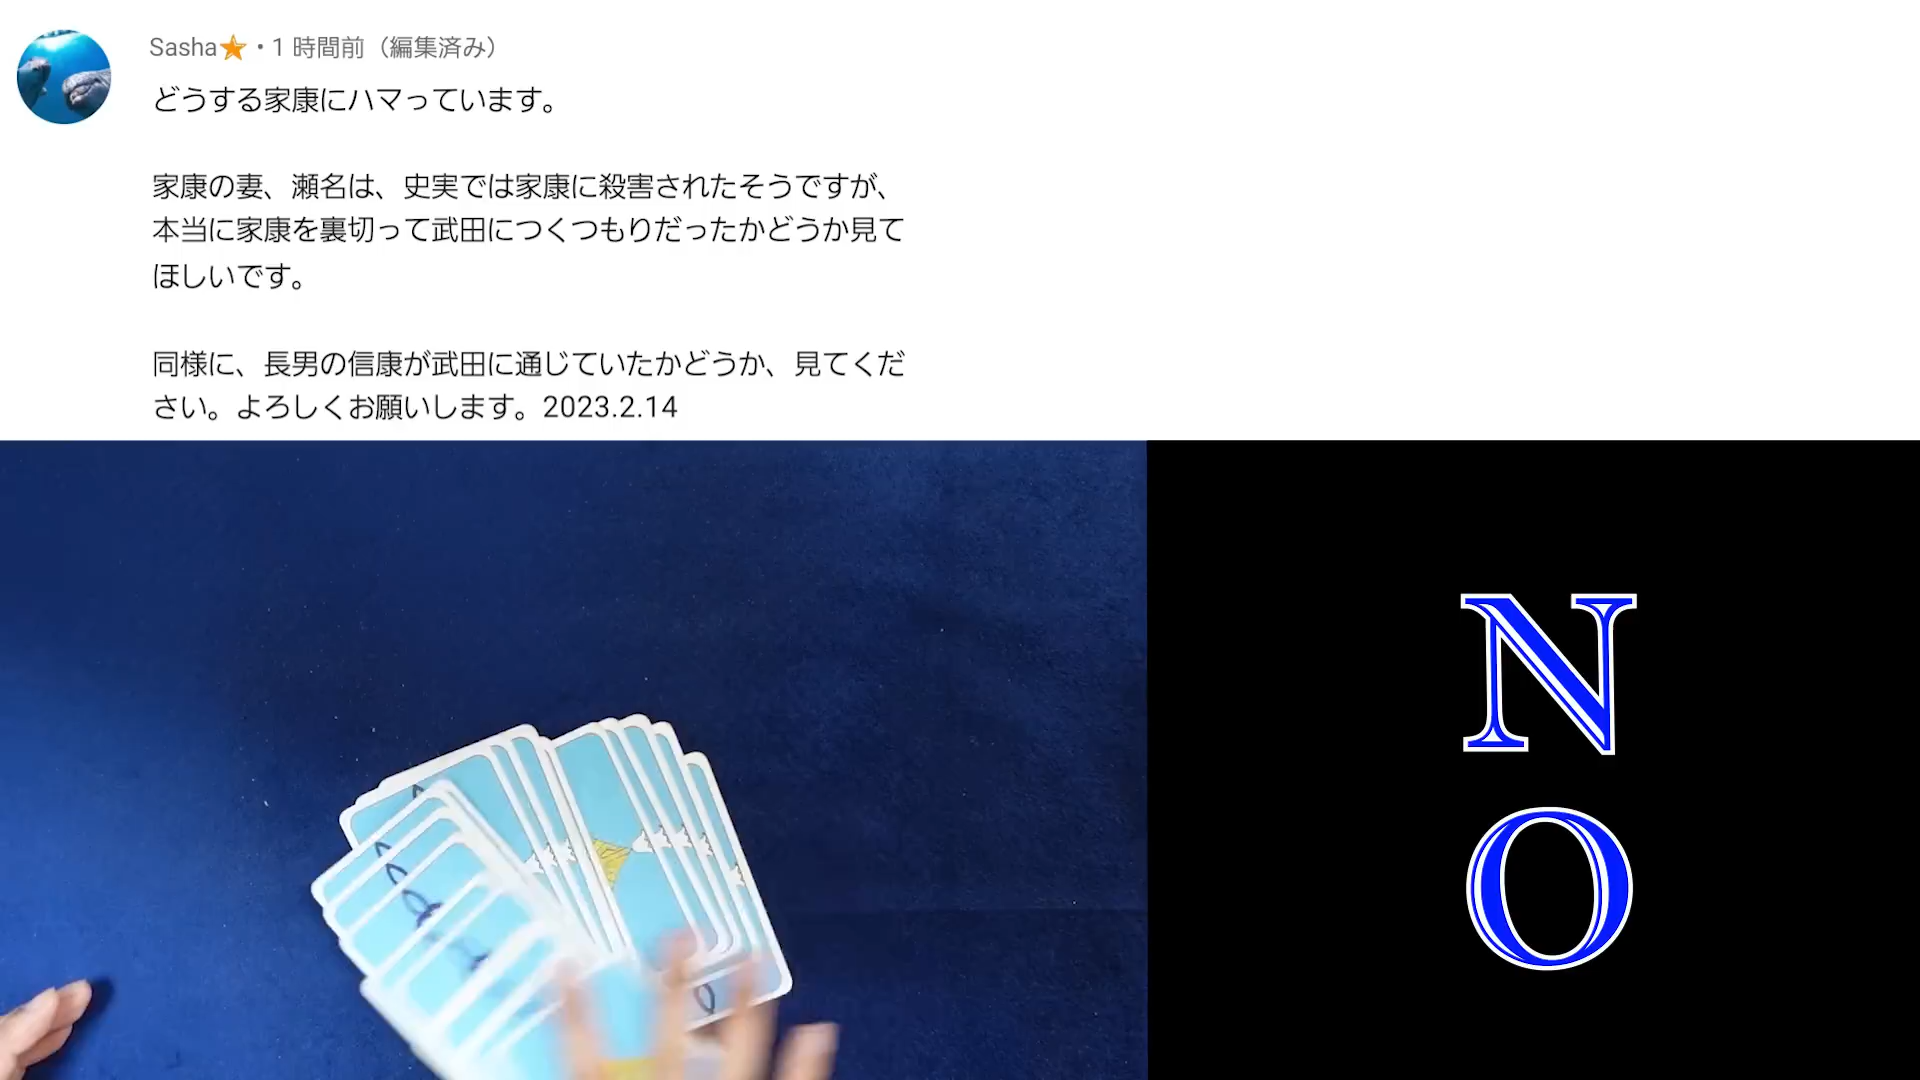 Sasha⭐・1 時間前（編集済み）
どうする家康にハマっています。
家康の妻、瀬名は、史実では家康に殺害されたそうですが、
本当に家康を裏切って武田につくつもりだったかどうか見て
ほしいです。
同様に、長男の信康が武田に通じていたかどうか、見てくだ
さい。よろしくお願いします。2023.2.14
N
O